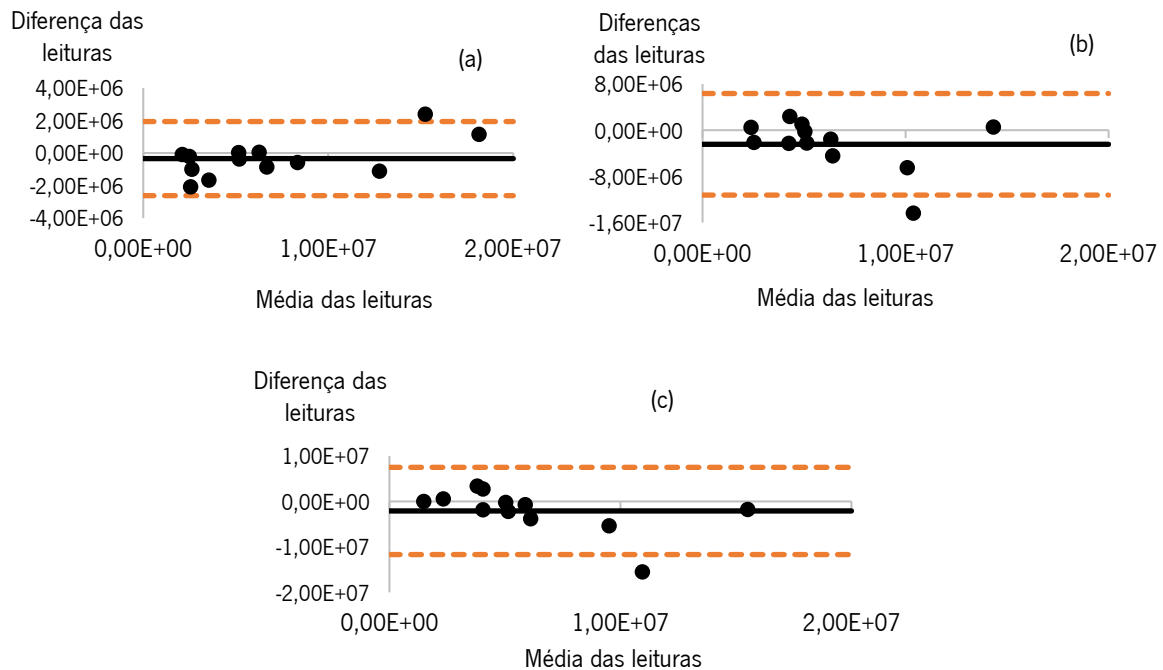 Diferença das
leituras
(a)
4,00E+06
2,00E+06
0,00E+00
-2,00E+06
-4,00E+06
0,00E+00 1,00E+07 2,00E+07
Média das leituras
Diferenças
das leituras
(b)
8,00E+06
0,00E+00
-8,00E+06
-1,60E+07
0,00E+00 1,00E+07 2,00E+07
Média das leituras
Diferença das
leituras
(c)
1,00E+07
0,00E+00
-1,00E+07
-2,00E+07
0,00E+00 1,00E+07 2,00E+07
Média das leituras